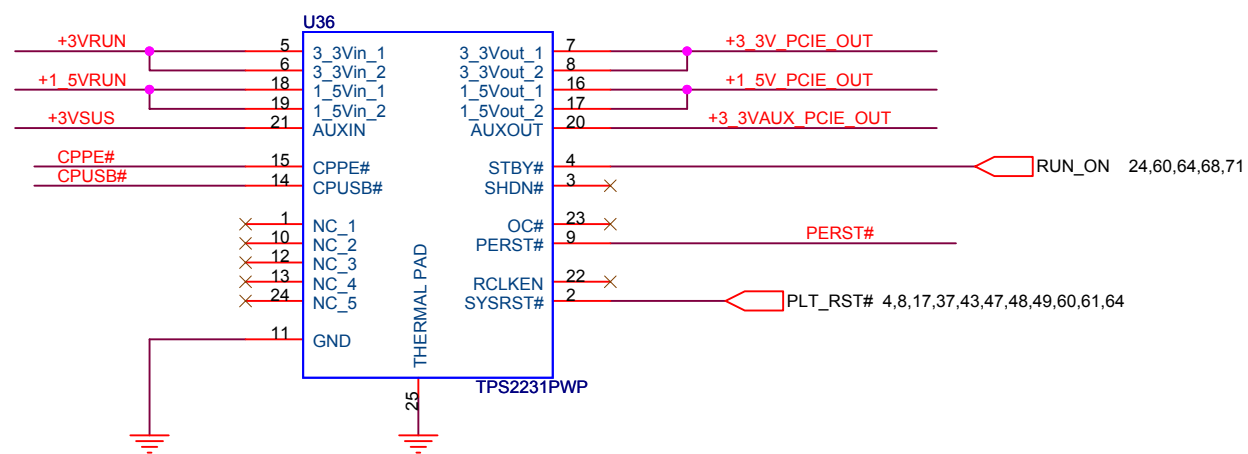 U36
+3VRUN 5 3_3Vin_1 3_3Vout_1 7 +3_3V_PCIE_OUT
6 3_3Vin_2 3_3Vout_2 8
+1_5VRUN 18 1_5Vin_1 1_5Vout_1 16 +1_5V_PCIE_OUT
19 1_5Vin_2 1_5Vout_2 17
+3VSUS 21 AUXIN AUXOUT 20 +3_3VAUX_PCIE_OUT
CPPE# 15 CPPE# STBY# 4 RUN_ON 24,60,64,68,71
CPUSB# 14 CPUSB# SHDN# 3
1 NC_1 OC# 23
10 NC_2 PERST# 9 PERST#
12 NC_3
13 NC_4 RCLKEN 22
24 NC_5 SYSRST# 2 PLT_RST# 4,8,17,37,43,47,48,49,60,61,64
11 GND
THERMAL PAD
TPS2231PWP
25